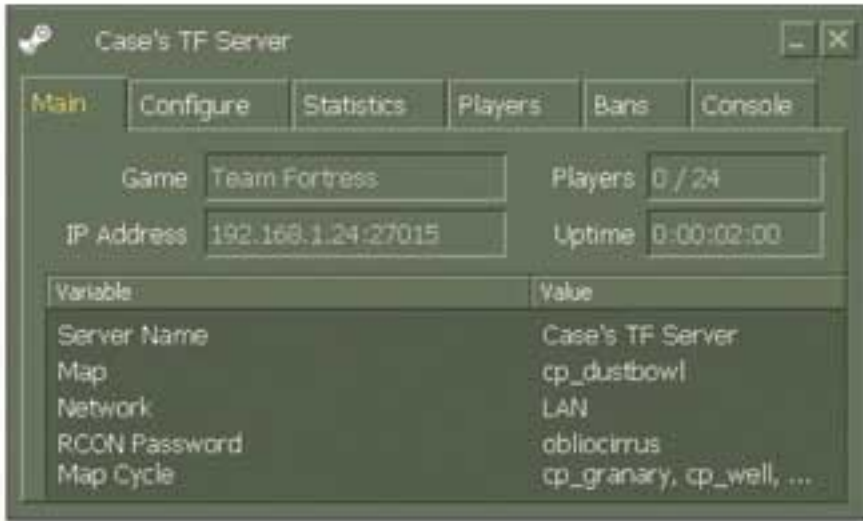 Case's TF Server
Main Configure Statistics Players Bans Console
Game Team Fortress Players 0 / 24
IP Address 192.168.1.24:27015 Uptime 0:00:02:00
Variable Value
Server Name Case's TF Server
Map cp_dustbowl
Network LAN
RCON Password obliocirrus
Map Cycle cp_granary, cp_well, ...